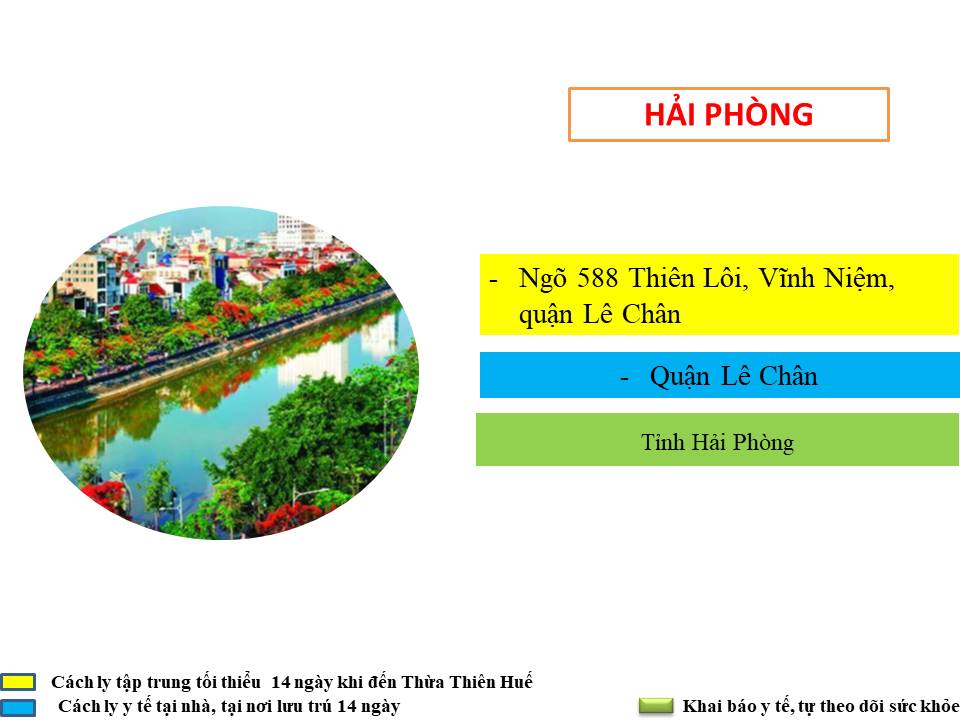 HẢI PHÒNG
- Ngõ 588 Thiên Lôi, Vĩnh Niệm,
quận Lê Chân
- Quận Lê Chân
Tỉnh Hải Phòng
Cách ly tập trung tối thiểu 14 ngày khi đến Thừa Thiên Huế
Cách ly y tế tại nhà, tại nơi lưu trú 14 ngày
Khai báo y tế, tự theo dõi sức khỏe